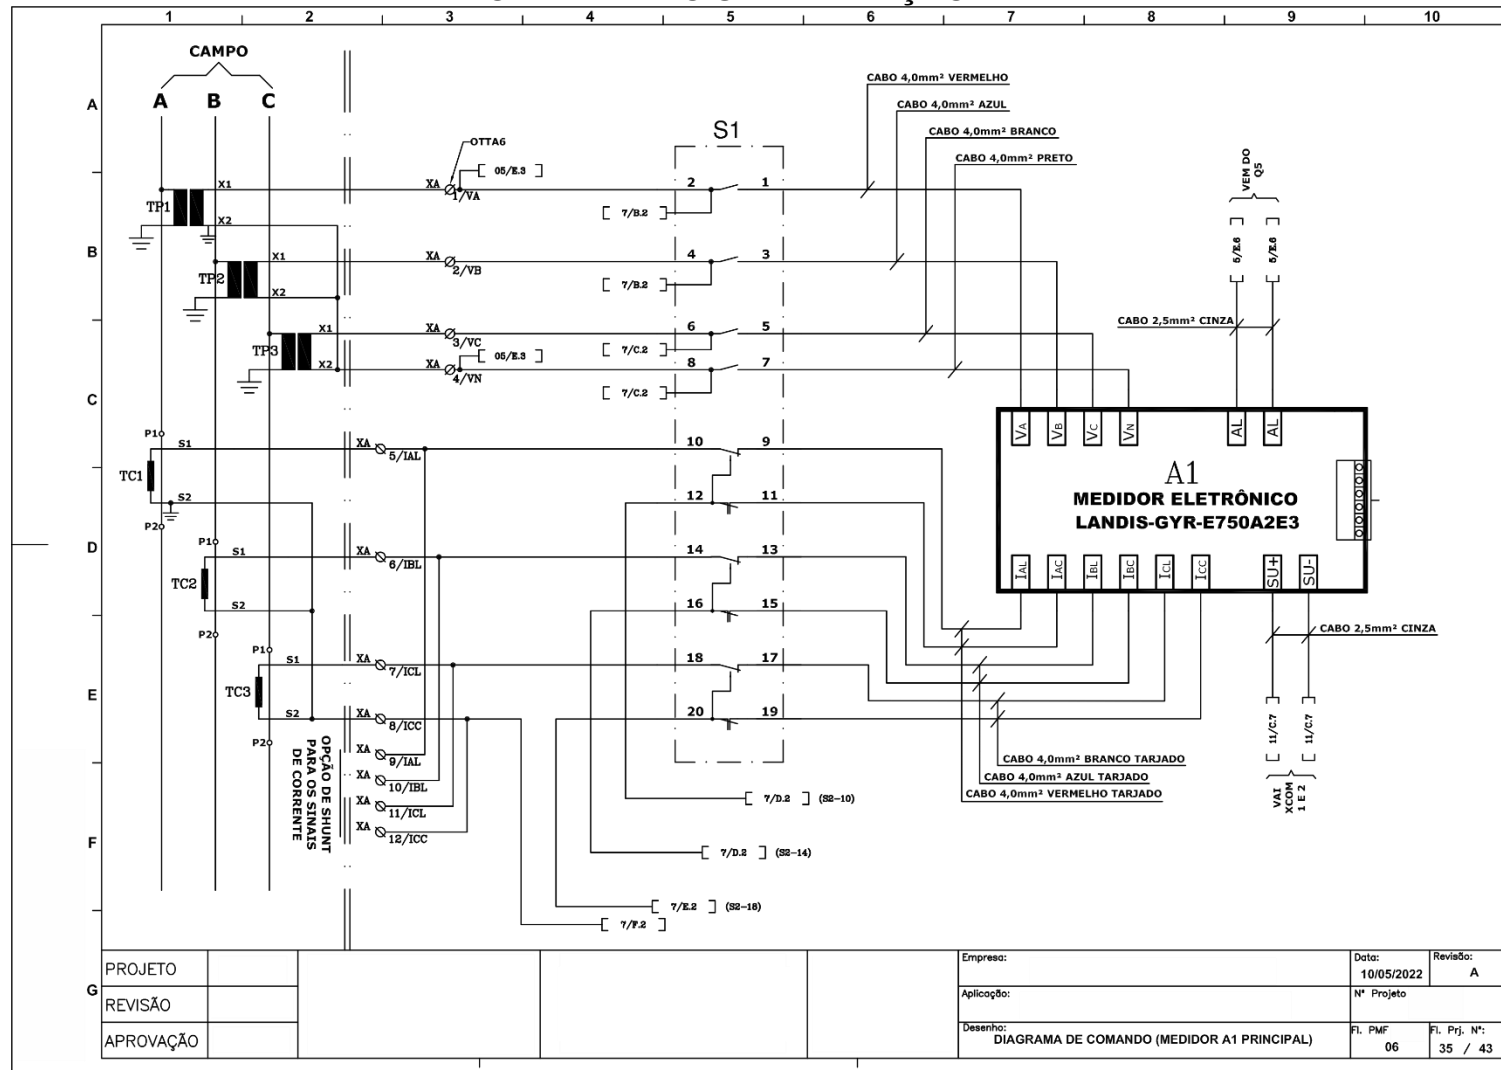 1 2 3 4 5 6 7 8 9 10
CAMPO
A B C
A
CABO 4,0mm² VERMELHO
CABO 4,0mm² AZUL
CABO 4,0mm² BRANCO
CABO 4,0mm² PRETO
S1
OTTA6
05/E.3
VEM DO
Q5
TP1 X1 XA 1/VA 2 1
X2
7/B.2
B
5/E.6 5/E.6
TP2 X1 XA 2/VB 4 3
X2
7/B.2
TP3 X1 XA 3/VC 6 5
CABO 2,5mm² CINZA
05/E.3
7/C.2
X2 XA 4/VN 8 7
7/C.2
C
VA VB VC VN AL AL
P1
TC1 S1 XA 5/IAL 10 9
A1
MEDIDOR ELETRÔNICO
LANDIS-GYR-E750A2E3
S2 12 11
P2
D
P1
TC2 S1 XA 6/IBL 14 13
IAL IAC IBL IBC ICL ICC SU+ SU-
S2 16 15
P2
CABO 2,5mm² CINZA
P1
TC3 S1 XA 7/ICL 18 17
E
S2 XA 8/ICC 20 19
11/C.7 11/C.7
P2
OPÇÃO DE SHUNT
PARA OS SINAIS
DE CORRENTE
XA 9/IAL
XA 10/IBL
XA 11/ICL
XA 12/ICC
CABO 4,0mm² BRANCO TARJADO
CABO 4,0mm² AZUL TARJADO
CABO 4,0mm² VERMELHO TARJADO
VAI
XCOM
1 E 2
7/D.2 (S2-10)
F
7/D.2 (S2-14)
7/E.2 (S2-18)
7/F.2
G
PROJETO
REVISÃO
APROVAÇÃO
Empresa:
Data:
10/05/2022
Revisão:
A
Aplicação:
N° Projeto
Desenho:
DIAGRAMA DE COMANDO (MEDIDOR A1 PRINCIPAL)
Fl. PMF
06
Fl. Prj. N°:
35 / 43